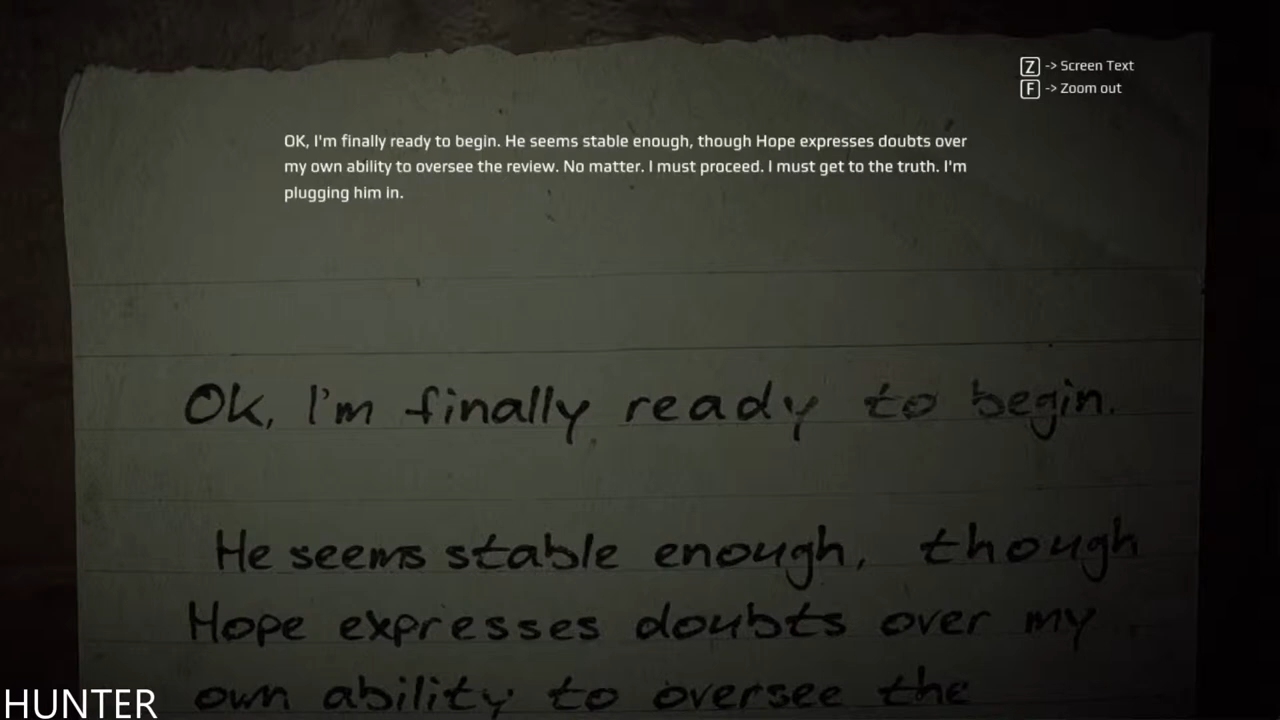 Z -> Screen Text
F -> Zoom out
OK, I'm finally ready to begin. He seems stable enough, though Hope expresses doubts over
my own ability to oversee the review. No matter. I must proceed. I must get to the truth. I'm
plugging him in.
Ok, I'm finally ready to begin.
He seems stable enough, though
Hope expresses doubts over my
own ability to oversee the
HUNTER